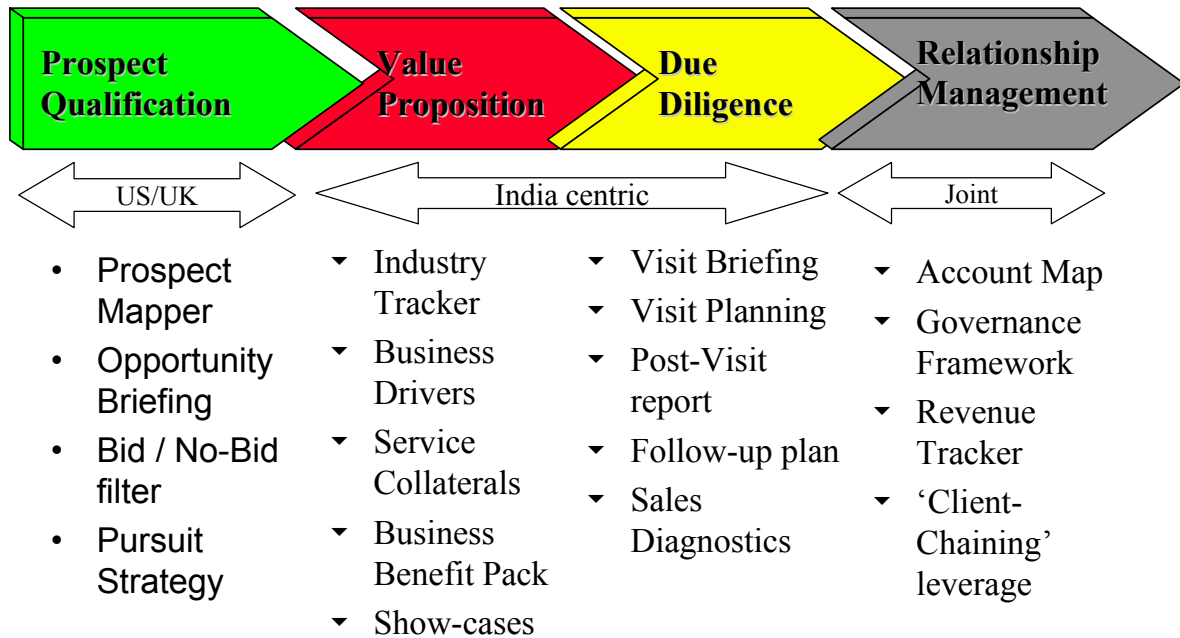 Prospect
Qualification
Value
Proposition
Due
Diligence
Relationship
Management
US/UK
India centric
Joint
• Prospect
Mapper
• Opportunity
Briefing
• Bid / No-Bid
filter
• Pursuit
Strategy
▾ Industry
Tracker
▾ Business
Drivers
▾ Service
Collaterals
▾ Business
Benefit Pack
▾ Show-cases
▾ Visit Briefing
▾ Visit Planning
▾ Post-Visit
report
▾ Follow-up plan
▾ Sales
Diagnostics
▾ Account Map
▾ Governance
Framework
▾ Revenue
Tracker
▾ ‘Client-
Chaining’
leverage